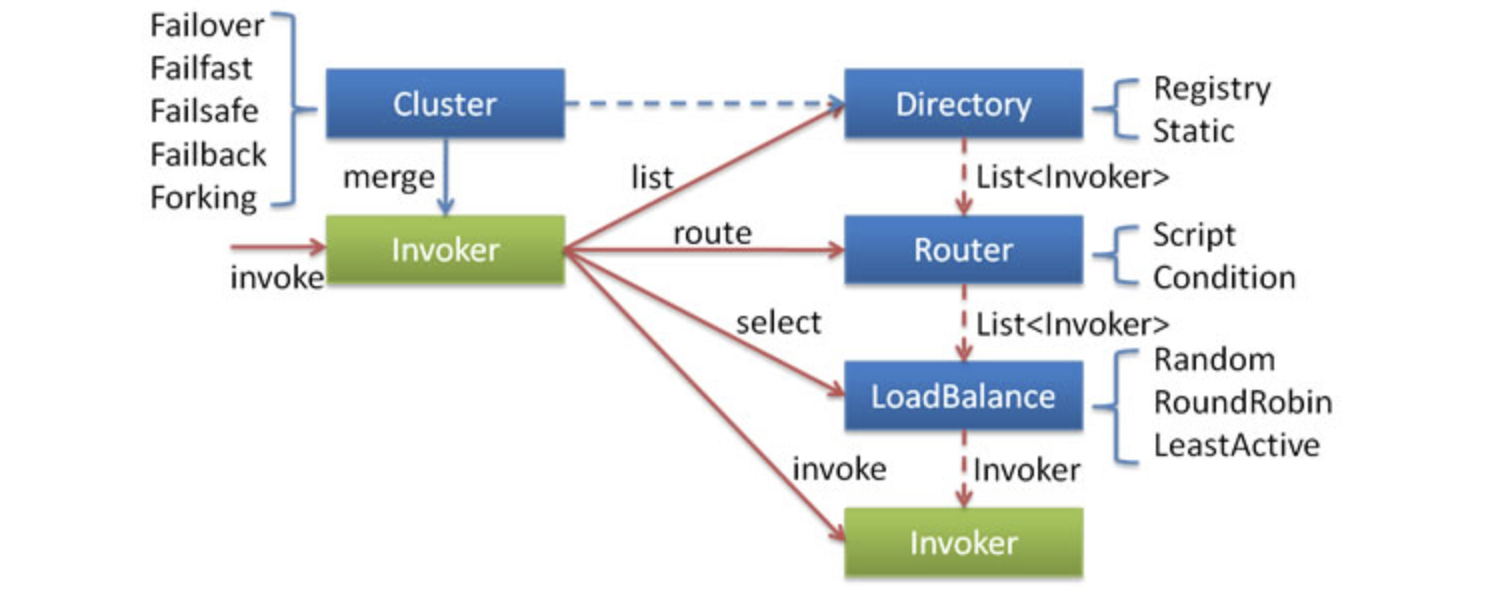 Failover
Failfast
Failsafe
Failback
Forking
Cluster
Directory
Registry
Static
merge
list
List<Invoker>
invoke
Invoker
route
Router
Script
Condition
select
List<Invoker>
LoadBalance
Random
RoundRobin
LeastActive
invoke
Invoker
Invoker